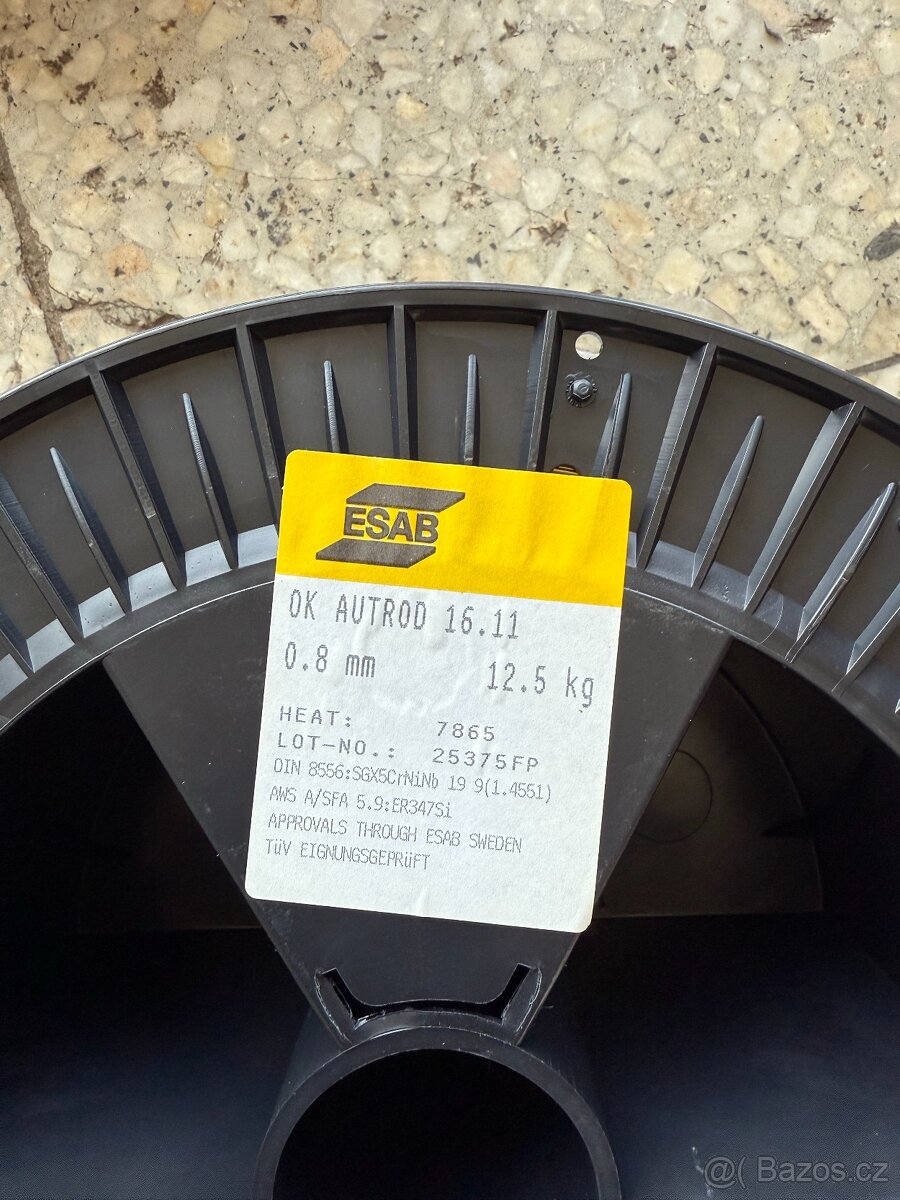 ESAB
OK AUTROD 16.11
0.8 mm 12.5 kg
HEAT: 7865
LOT-NO.: 25375FP
DIN 8556:SGX5CrNiNb 19 9(1.4551)
AWS A/SFA 5.9:ER347Si
APPROVALS THROUGH ESAB SWEDEN
TüV EIGNUNGSGEPRüFT
@( Bazos.cz